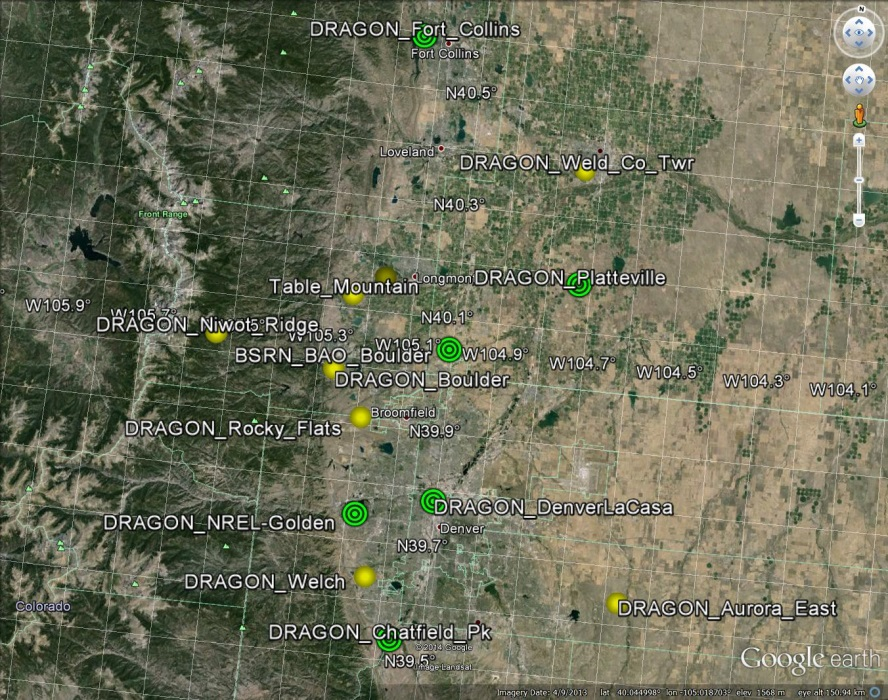 N
DRAGON_Fort_Collins
Fort Collins
N40.5°
Loveland
DRAGON_Weld_Co_Twr
N40.3°
Front Range
Table_Mountain
Longmon
DRAGON_Platteville
W105.9°
W105.7°
N40.1°
DRAGON_Niwot_Ridge
W105.3°
W105.1°
BSRN_BAO_Boulder
W104.9°
W104.7°
W104.5°
W104.3°
W104.1°
DRAGON_Boulder
Broomfield
DRAGON_Rocky_Flats
N39.9°
DRAGON_DenverLaCasa
DRAGON_NREL-Golden
Denver
N39.7°
DRAGON_Welch
Colorado
DRAGON_Aurora_East
DRAGON_Chatfield_Pk
© 2014 Google
N39.5°
Image Landsat
Google earth
Imagery Date: 4/9/2013 lat 40.044998° lon -105.018203° elev 1568 m eye alt 150.94 km